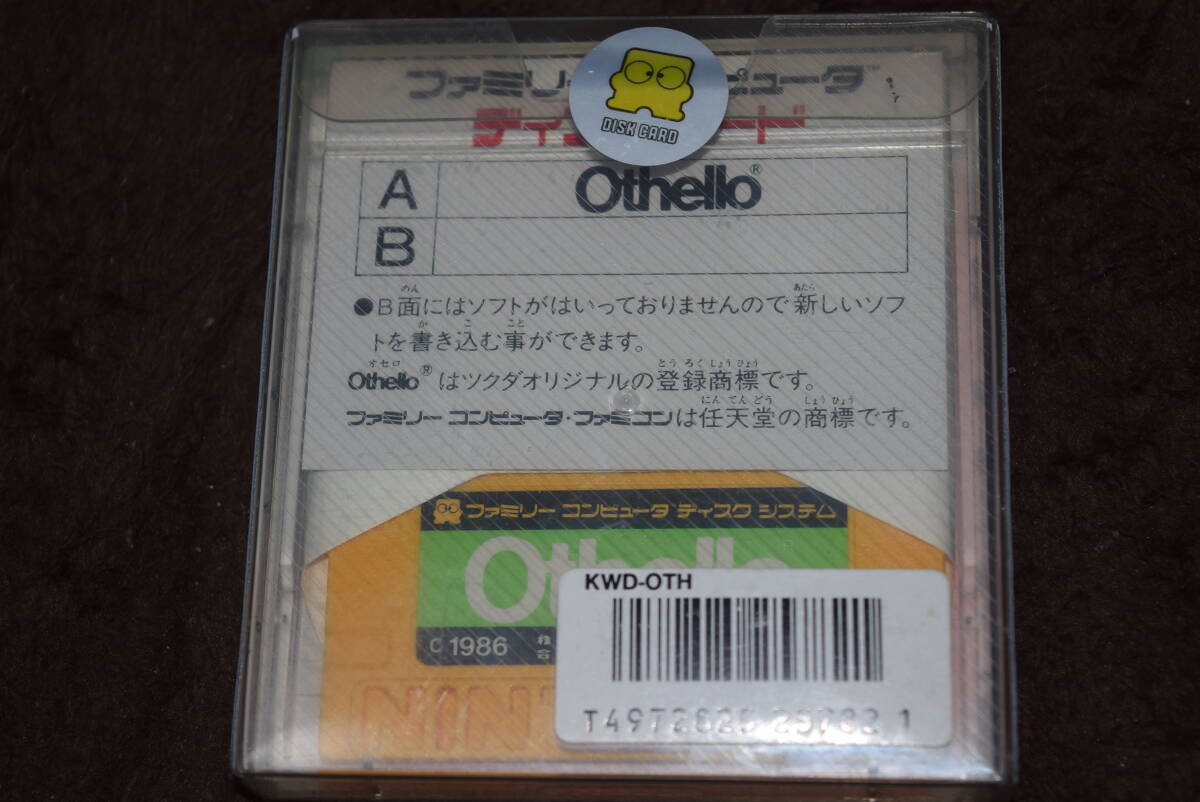 ファミリー ピュータ™
ディ ード
DISK CARD
A Othello®
B
●B面にはソフトがはいっておりませんので新しいソフ
トを書き込む事ができます。
Othello®はツクダオリジナルの登録商標です。
ファミリー コンピュータ・ファミコンは任天堂の商標です。
ファミリー コンピュータ ディスク システム
Othello
C 1986 株
合
KWD-OTH
NIN